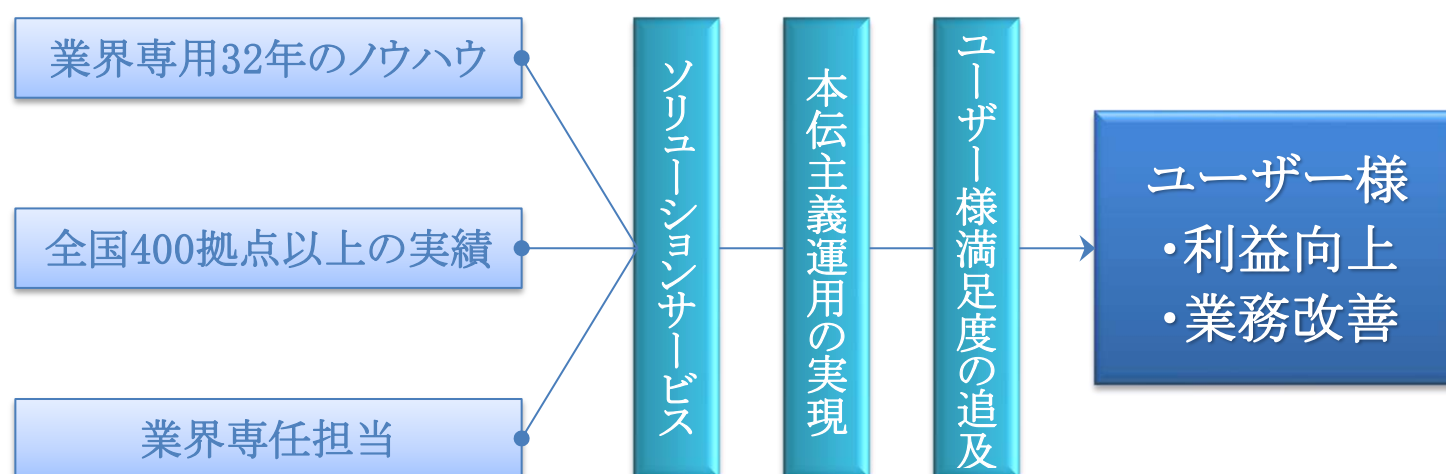 業界専用32年のノウハウ
全国400拠点以上の実績
業界専任担当
ソリューションサービス
本伝主義運用の実現
ユーザー様満足度の追及
ユーザー様
・利益向上
・業務改善